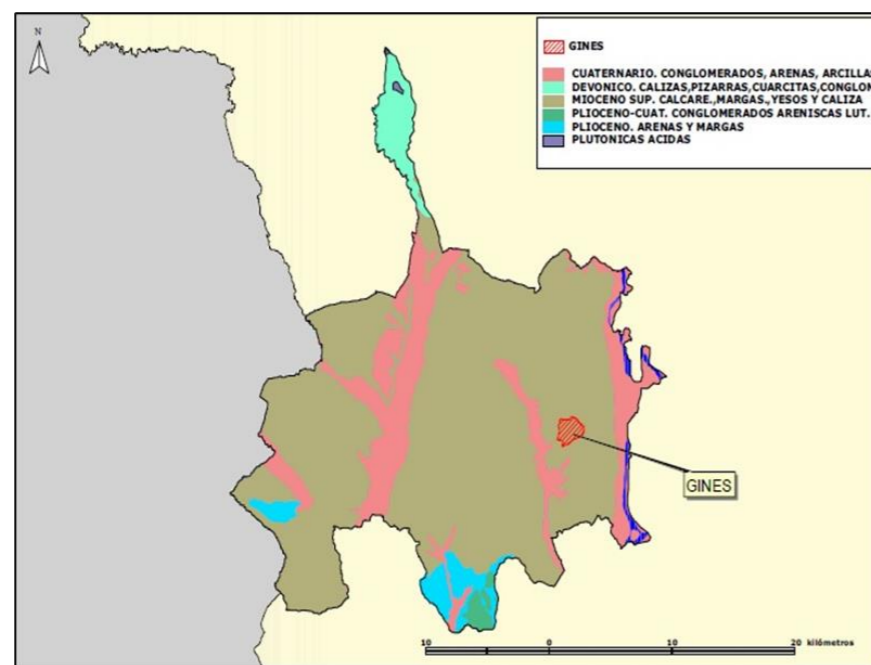 N
GINES
CUATERNARIO. CONGLOMERADOS, ARENAS, ARCILLAS
DEVONICO. CALIZAS,PIZARRAS,CUARCITAS,CONGLOM
MIOCENO SUP. CALCARE.,MARGAS.,YESOS Y CALIZA
PLIOCENO-CUAT. CONGLOMERADOS ARENISCAS LUT.
PLIOCENO. ARENAS Y MARGAS
PLUTONICAS ACIDAS
GINES
10 0 10 20 kilómetros